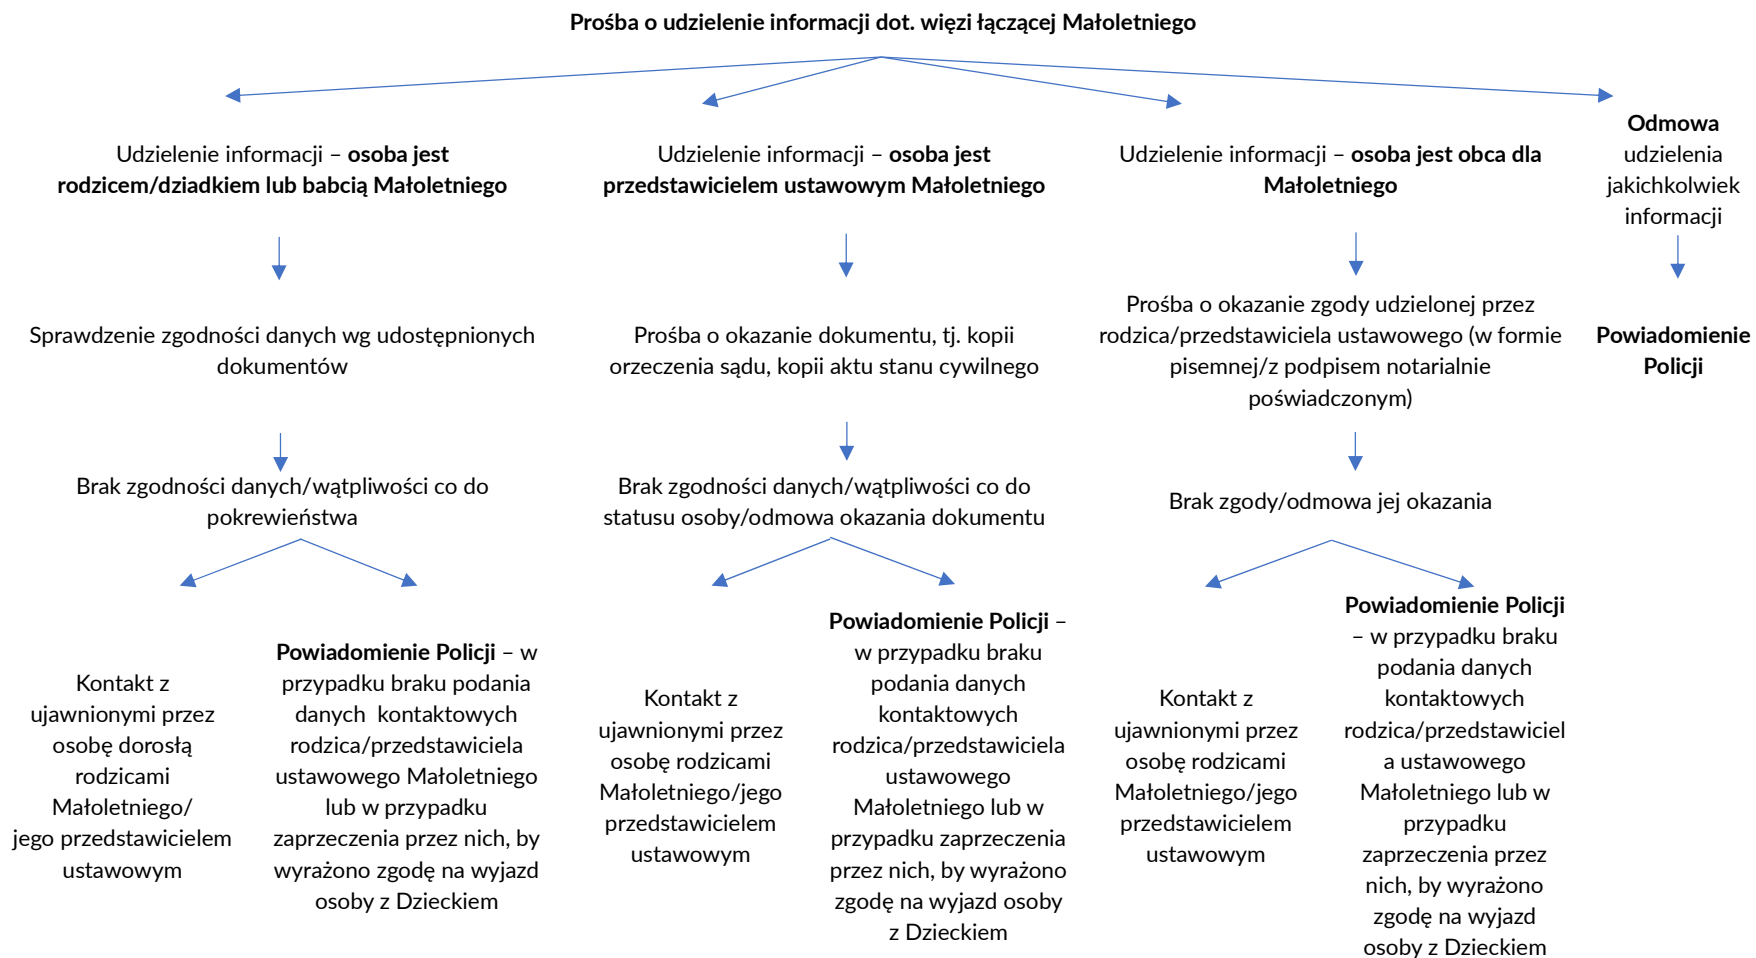 Prośba o udzielenie informacji dot. więzi łączącej Małoletniego
Udzielenie informacji – osoba jest
rodzicem/dziadkiem lub babcią Małoletniego
Udzielenie informacji – osoba jest
przedstawicielem ustawowym Małoletniego
Udzielenie informacji – osoba jest obca dla
Małoletniego
Odmowa
udzielenia
jakichkolwiek
informacji
Sprawdzenie zgodności danych wg udostępnionych
dokumentów
Prośba o okazanie dokumentu, tj. kopii
orzeczenia sądu, kopii aktu stanu cywilnego
Prośba o okazanie zgody udzielonej przez
rodzica/przedstawiciela ustawowego (w formie
pisemnej/z podpisem notarialnie
poświadczonym)
Powiadomienie
Policji
Brak zgodności danych/wątpliwości co do
pokrewieństwa
Brak zgodności danych/wątpliwości co do
statusu osoby/odmowa okazania dokumentu
Brak zgody/odmowa jej okazania
Kontakt z
ujawnionymi przez
osobę dorosłą
rodzicami
Małoletniego/
jego przedstawicielem
ustawowym
Powiadomienie Policji – w
przypadku braku podania
danych  kontaktowych
rodzica/przedstawiciela
ustawowego Małoletniego
lub w przypadku
zaprzeczenia przez nich, by
wyrażono zgodę na wyjazd
osoby z Dzieckiem
Kontakt z
ujawnionymi przez
osobę rodzicami
Małoletniego/jego
przedstawicielem
ustawowym
Powiadomienie Policji –
w przypadku braku
podania danych
kontaktowych
rodzica/przedstawiciela
ustawowego
Małoletniego lub w
przypadku zaprzeczenia
przez nich, by wyrażono
zgodę na wyjazd osoby
z Dzieckiem
Kontakt z
ujawnionymi przez
osobę rodzicami
Małoletniego/jego
przedstawicielem
ustawowym
Powiadomienie Policji
– w przypadku braku
podania danych
kontaktowych
rodzica/przedstawiciel
a ustawowego
Małoletniego lub w
przypadku
zaprzeczenia przez
nich, by wyrażono
zgodę na wyjazd
osoby z Dzieckiem